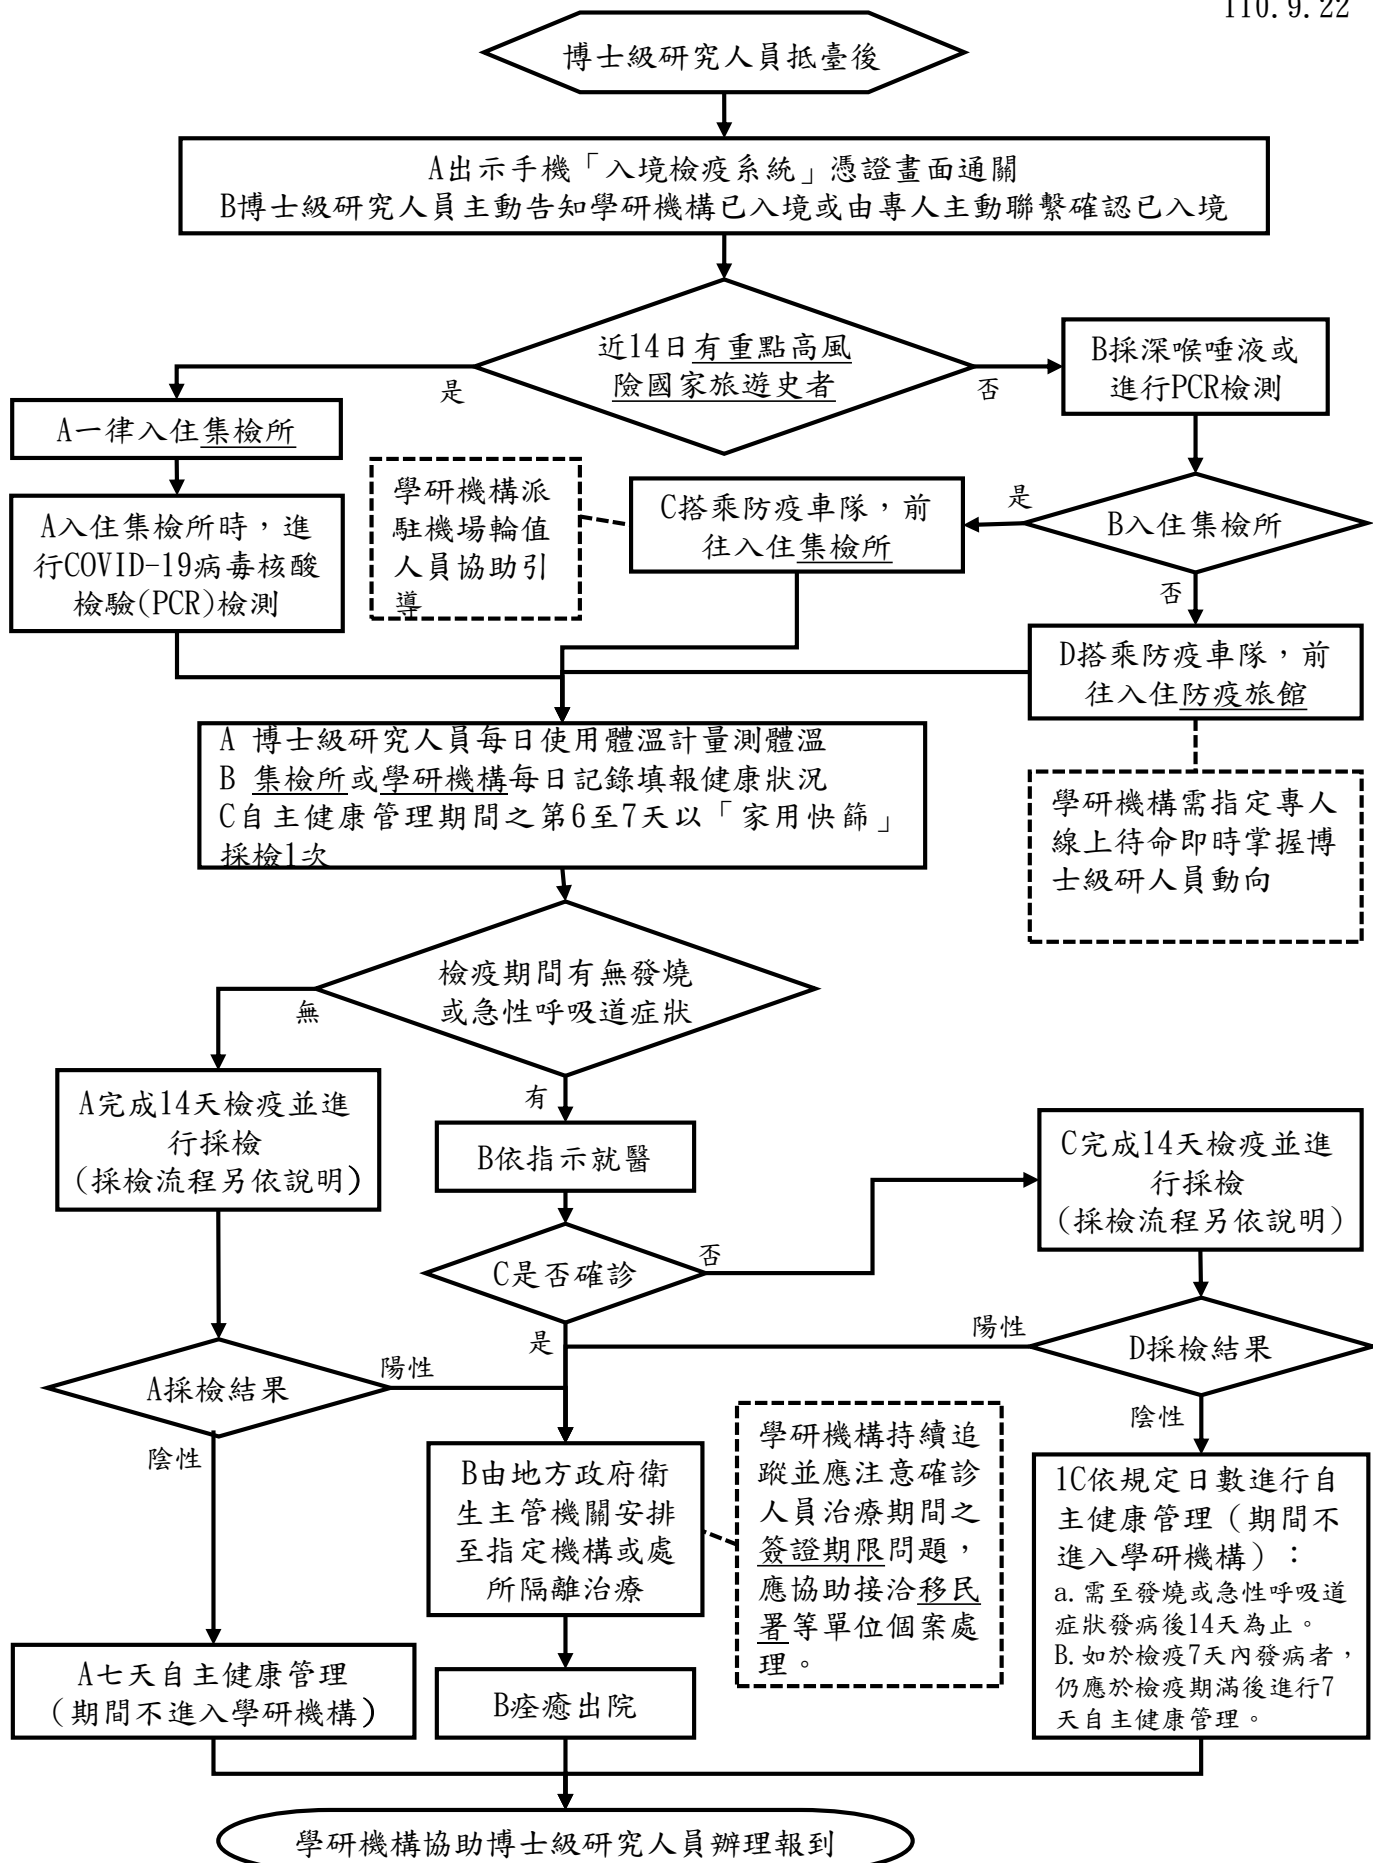 110.9.22
博士級研究人員抵臺後
A出示手機「入境檢疫系統」憑證畫面通關
B博士級研究人員主動告知學研機構已入境或由專人主動聯繫確認已入境
近14日有重點高風
險國家旅遊史者
是
否
B採深喉唾液或
進行PCR檢測
A一律入住集檢所
A入住集檢所時，進
行COVID-19病毒核酸
檢驗(PCR)檢測
學研機構派
駐機場輪值
人員協助引
導
C搭乘防疫車隊，前
往入住集檢所
是
B入住集檢所
否
D搭乘防疫車隊，前
往入住防疫旅館
A 博士級研究人員每日使用體溫計量測體溫
B 集檢所或學研機構每日記錄填報健康狀況
C自主健康管理期間之第6至7天以「家用快篩」
採檢1次
學研機構需指定專人
線上待命即時掌握博
士級研人員動向
檢疫期間有無發燒
或急性呼吸道症狀
無
有
A完成14天檢疫並進
行採檢
(採檢流程另依說明)
B依指示就醫
C完成14天檢疫並進
行採檢
(採檢流程另依說明)
C是否確診
否
是
A採檢結果
陽性
陰性
陽性
D採檢結果
陰性
B由地方政府衛
生主管機關安排
至指定機構或處
所隔離治療
學研機構持續追
蹤並應注意確診
人員治療期間之
簽證期限問題，
應協助接洽移民
署等單位個案處
理。
1C依規定日數進行自
主健康管理（期間不
進入學研機構）：
a.需至發燒或急性呼吸道
症狀發病後14天為止。
B.如於檢疫7天內發病者，
仍應於檢疫期滿後進行7
天自主健康管理。
A七天自主健康管理
(期間不進入學研機構)
B痊癒出院
學研機構協助博士級研究人員辦理報到